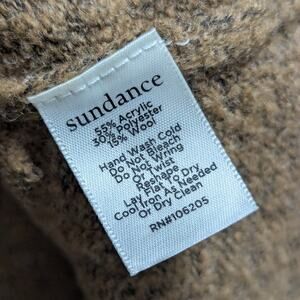 sundance
55% Acrylic
30% Polyester
15% Wool
Hand Wash Cold
Do Not Bleach
Do Not Wring
Or Twist
Reshape
Lay Flat To Dry
Cool Iron As Needed
Or Dry Clean
RN#106205